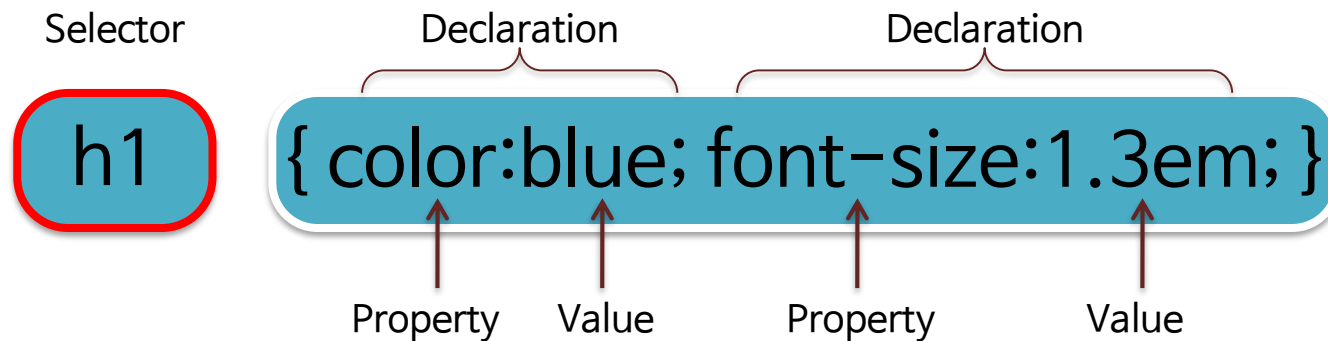 Selector Declaration Declaration
h1 { color:blue; font-size:1.3em; }
Property Value Property Value